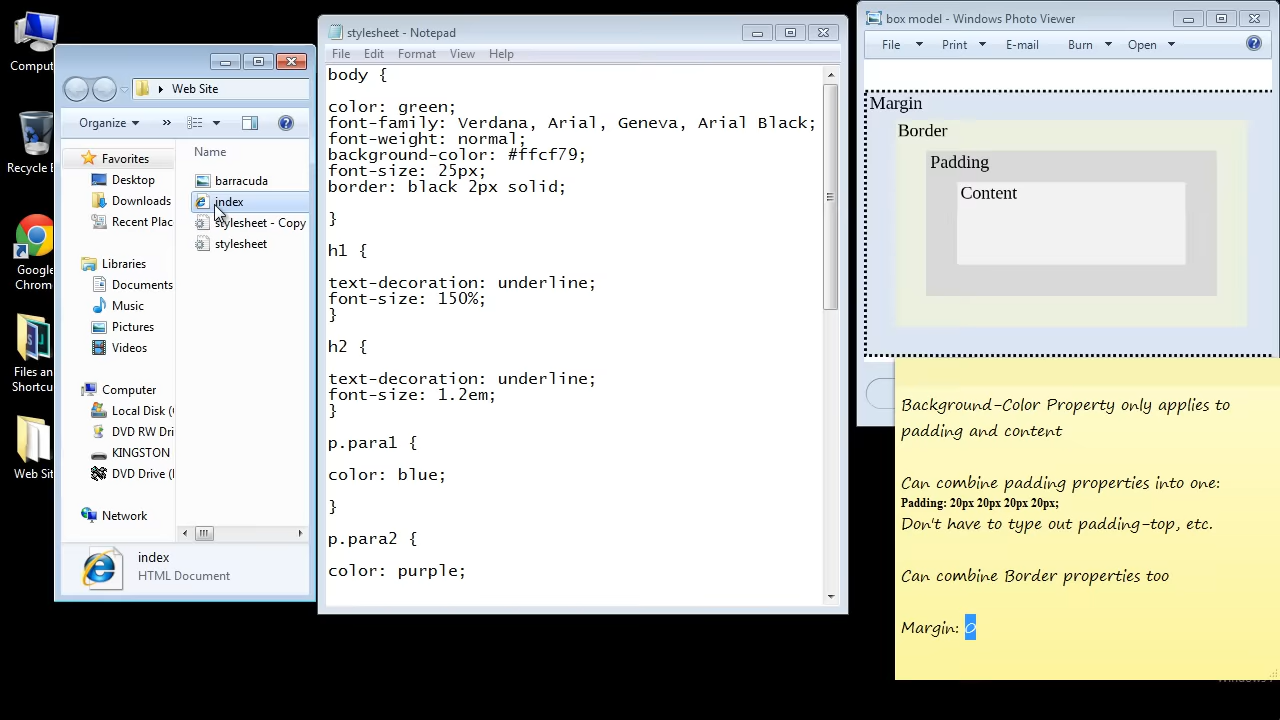 Comput
Recycle B
Google
Chrom
Files an
Shortcu
Web Sit
Web Site
Organize
»
Name
Favorites
Desktop
Downloads
Recent Plac
Libraries
Documents
Music
Pictures
Videos
Computer
Local Disk (
DVD RW Dri
KINGSTON
DVD Drive (
Network
barracuda
index
stylesheet - Copy
stylesheet
index
HTML Document
stylesheet - Notepad
File Edit Format View Help
body {
color: green;
font-family: Verdana, Arial, Geneva, Arial Black;
font-weight: normal;
background-color: #ffcf79;
font-size: 25px;
border: black 2px solid;
}
h1 {
text-decoration: underline;
font-size: 150%;
}
h2 {
text-decoration: underline;
font-size: 1.2em;
}
p.para1 {
color: blue;
}
p.para2 {
color: purple;
box model - Windows Photo Viewer
File Print E-mail Burn Open
Margin
Border
Padding
Content
Background-Color Property only applies to
padding and content
Can combine padding properties into one:
Padding: 20px 20px 20px 20px;
Don't have to type out padding-top, etc.
Can combine Border properties too
Margin: 0